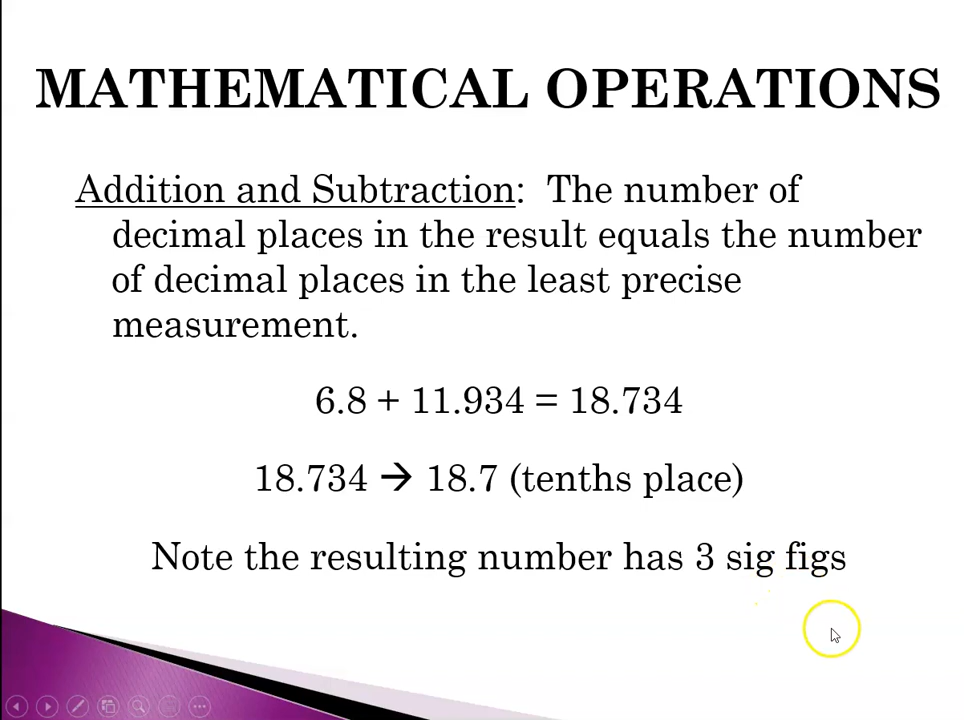 MATHEMATICAL OPERATIONS
Addition and Subtraction:  The number of
decimal places in the result equals the number
of decimal places in the least precise
measurement.
6.8 + 11.934 = 18.734
18.734 → 18.7 (tenths place)
Note the resulting number has 3 sig figs